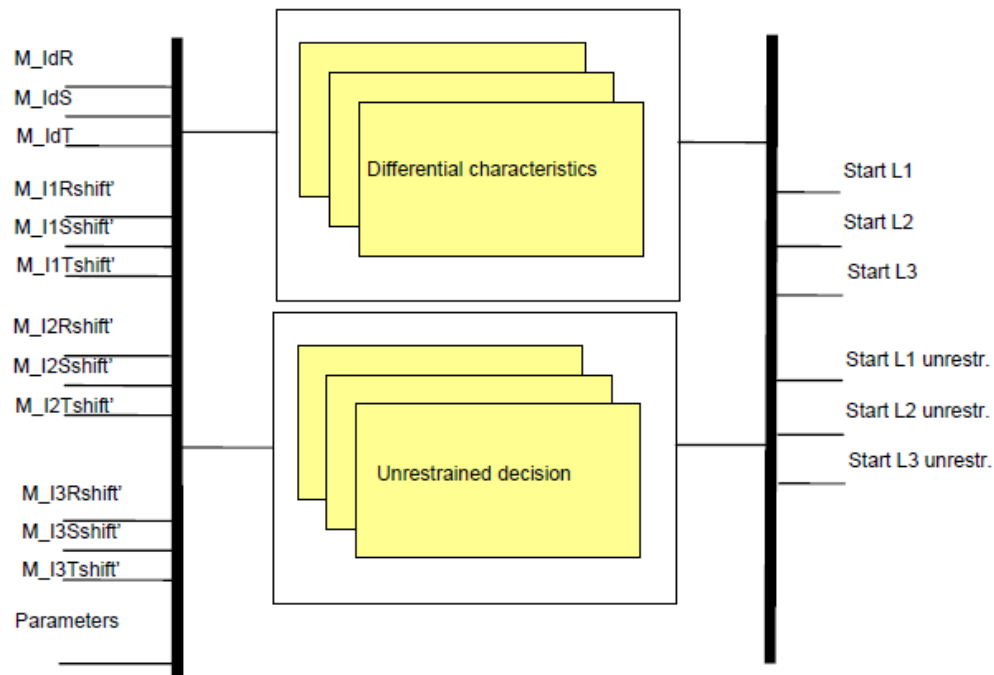 M_IdR
M_IdS
M_IdT
M_I1Rshift'
M_I1Sshift'
M_I1Tshift'
M_I2Rshift'
M_I2Sshift'
M_I2Tshift'
M_I3Rshift'
M_I3Sshift'
M_I3Tshift'
Parameters
Differential characteristics
Unrestrained decision
Start L1
Start L2
Start L3
Start L1 unrestr.
Start L2 unrestr.
Start L3 unrestr.